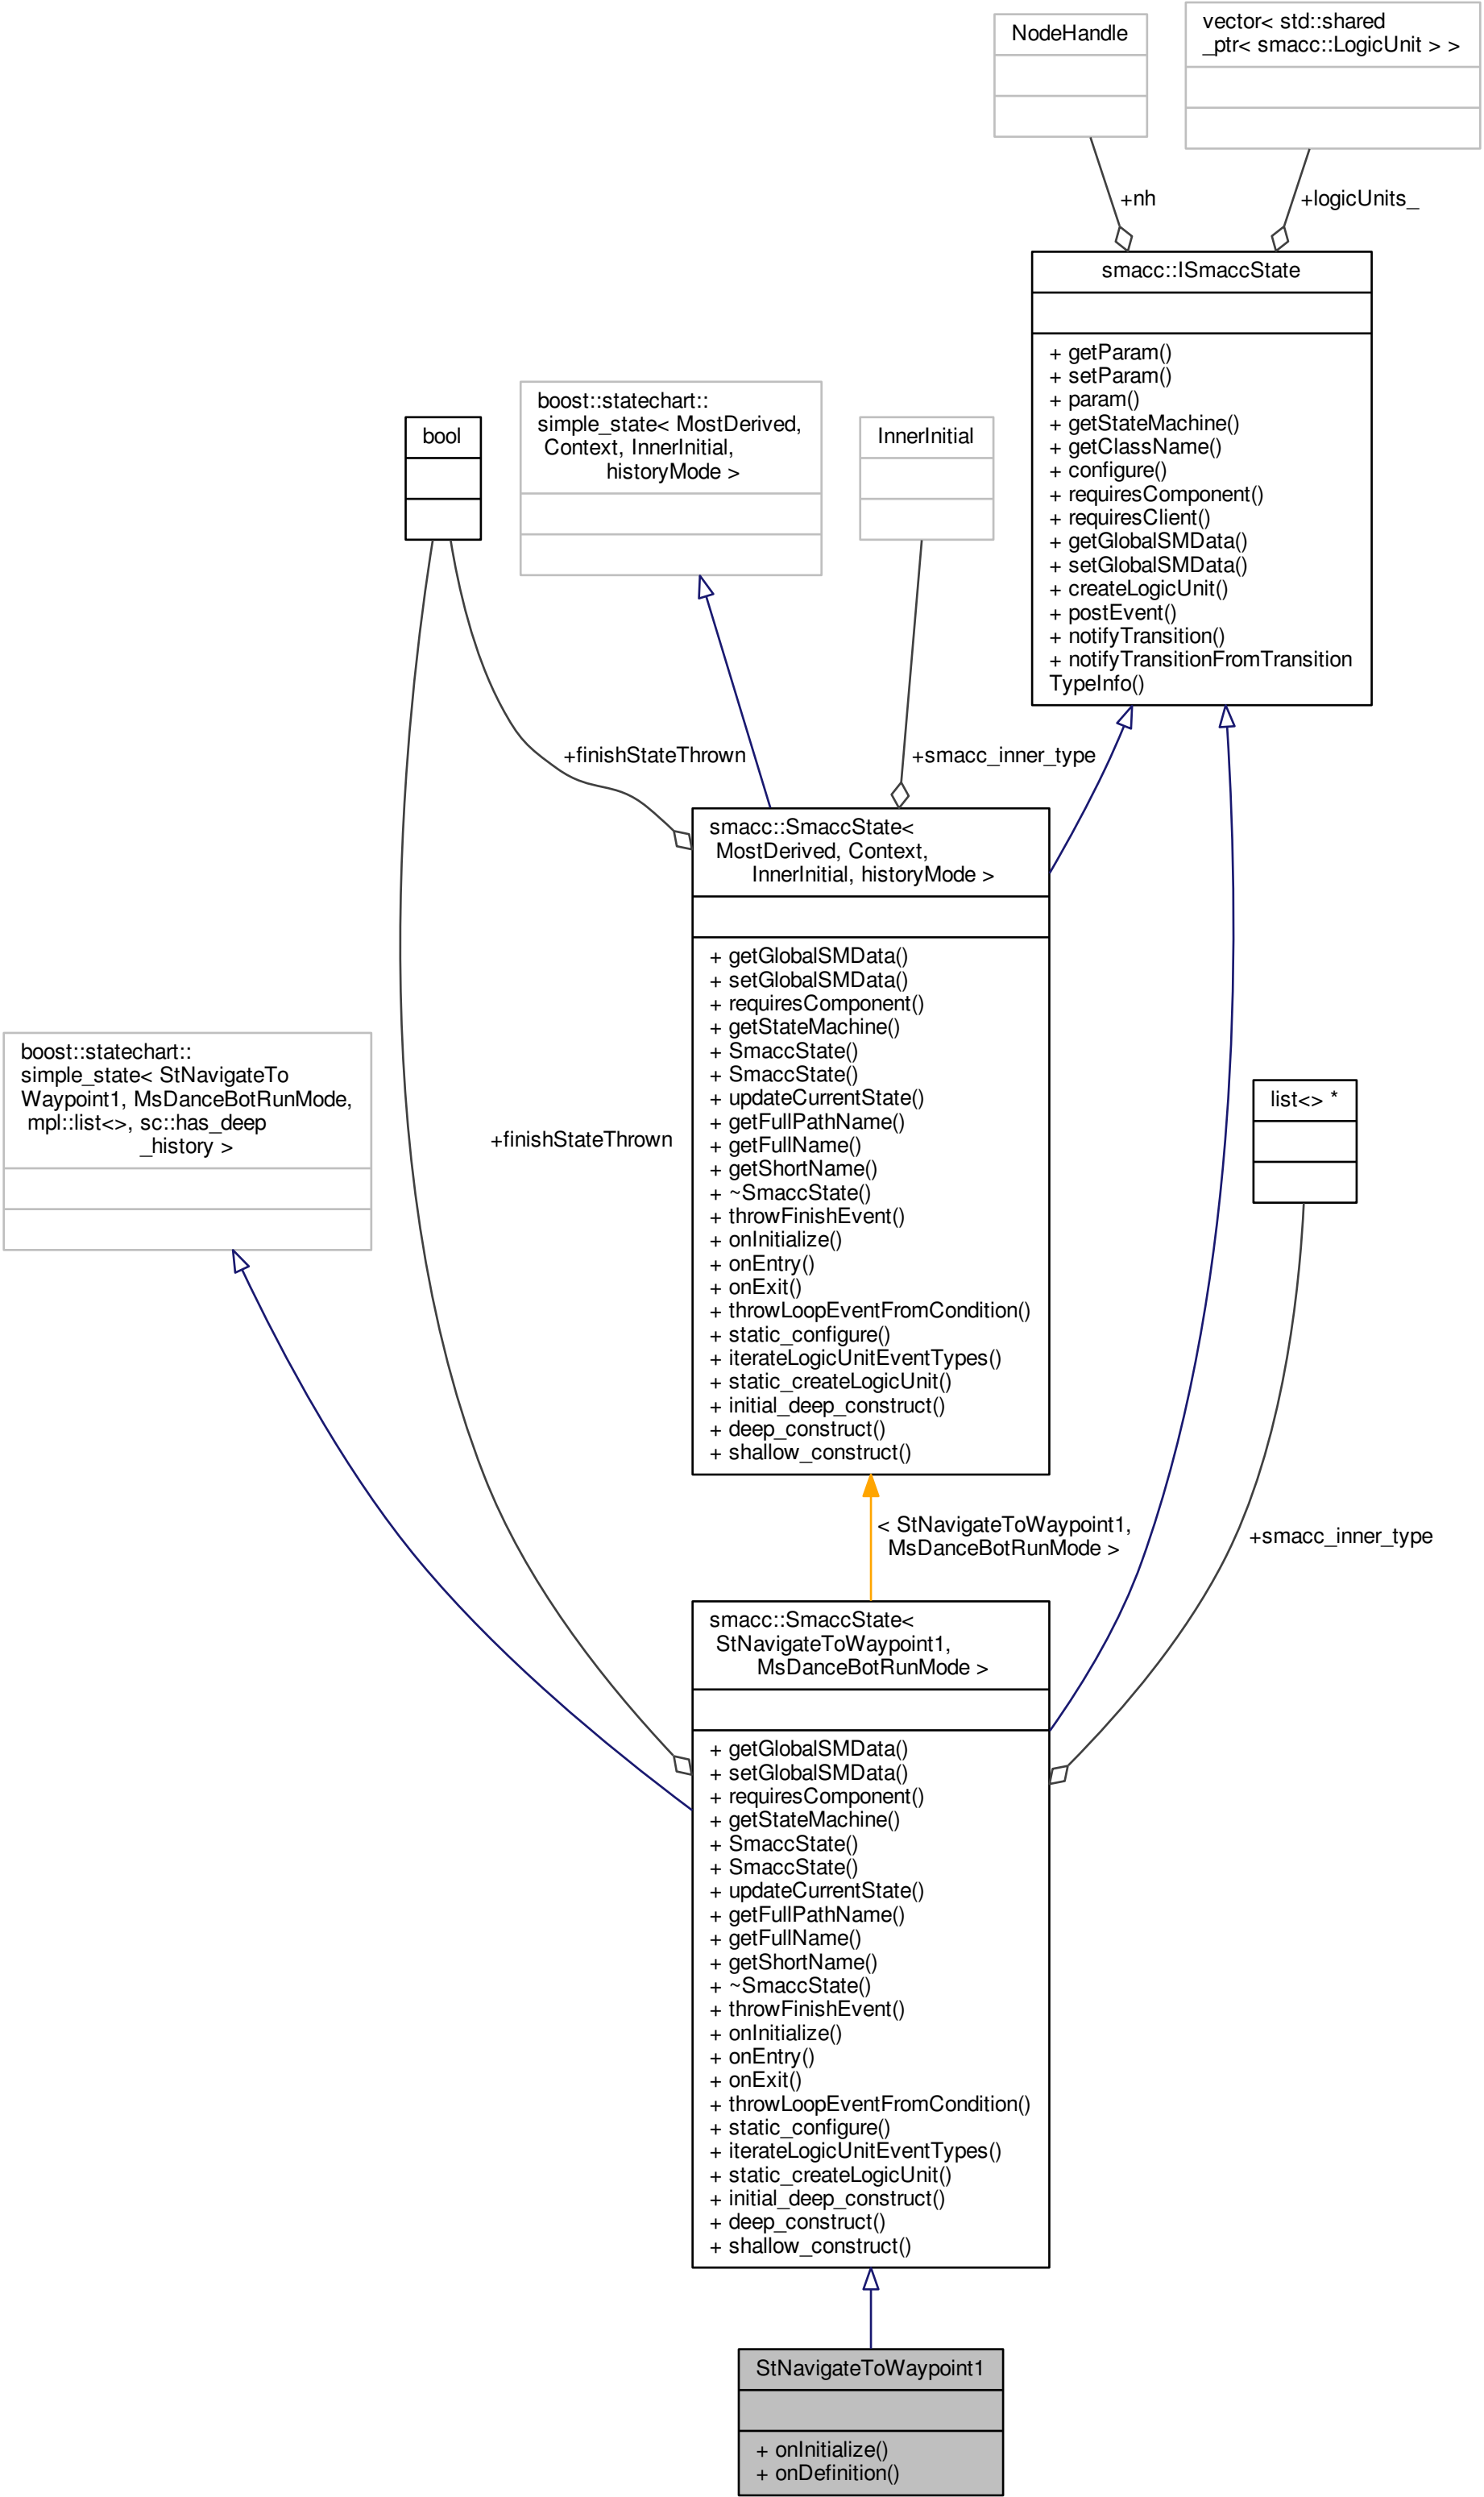 NodeHandle
vector< std::shared
_ptr< smacc::LogicUnit > >
+nh
+logicUnits_
smacc::ISmaccState
+ getParam()
+ setParam()
+ param()
+ getStateMachine()
+ getClassName()
+ configure()
+ requiresComponent()
+ requiresClient()
+ getGlobalSMData()
+ setGlobalSMData()
+ createLogicUnit()
+ postEvent()
+ notifyTransition()
+ notifyTransitionFromTransition
TypeInfo()
bool
boost::statechart::
simple_state< MostDerived,
Context, InnerInitial,
historyMode >
InnerInitial
+finishStateThrown
+smacc_inner_type
smacc::SmaccState<
MostDerived, Context,
InnerInitial, historyMode >
+ getGlobalSMData()
+ setGlobalSMData()
+ requiresComponent()
+ getStateMachine()
+ SmaccState()
+ SmaccState()
+ updateCurrentState()
+ getFullPathName()
+ getFullName()
+ getShortName()
+ ~SmaccState()
+ throwFinishEvent()
+ onInitialize()
+ onEntry()
+ onExit()
+ throwLoopEventFromCondition()
+ static_configure()
+ iterateLogicUnitEventTypes()
+ static_createLogicUnit()
+ initial_deep_construct()
+ deep_construct()
+ shallow_construct()
boost::statechart::
simple_state< StNavigateTo
Waypoint1, MsDanceBotRunMode,
mpl::list<>, sc::has_deep
_history >
+finishStateThrown
list<> *
< StNavigateToWaypoint1,
MsDanceBotRunMode >
+smacc_inner_type
smacc::SmaccState<
StNavigateToWaypoint1,
MsDanceBotRunMode >
+ getGlobalSMData()
+ setGlobalSMData()
+ requiresComponent()
+ getStateMachine()
+ SmaccState()
+ SmaccState()
+ updateCurrentState()
+ getFullPathName()
+ getFullName()
+ getShortName()
+ ~SmaccState()
+ throwFinishEvent()
+ onInitialize()
+ onEntry()
+ onExit()
+ throwLoopEventFromCondition()
+ static_configure()
+ iterateLogicUnitEventTypes()
+ static_createLogicUnit()
+ initial_deep_construct()
+ deep_construct()
+ shallow_construct()
StNavigateToWaypoint1
+ onInitialize()
+ onDefinition()